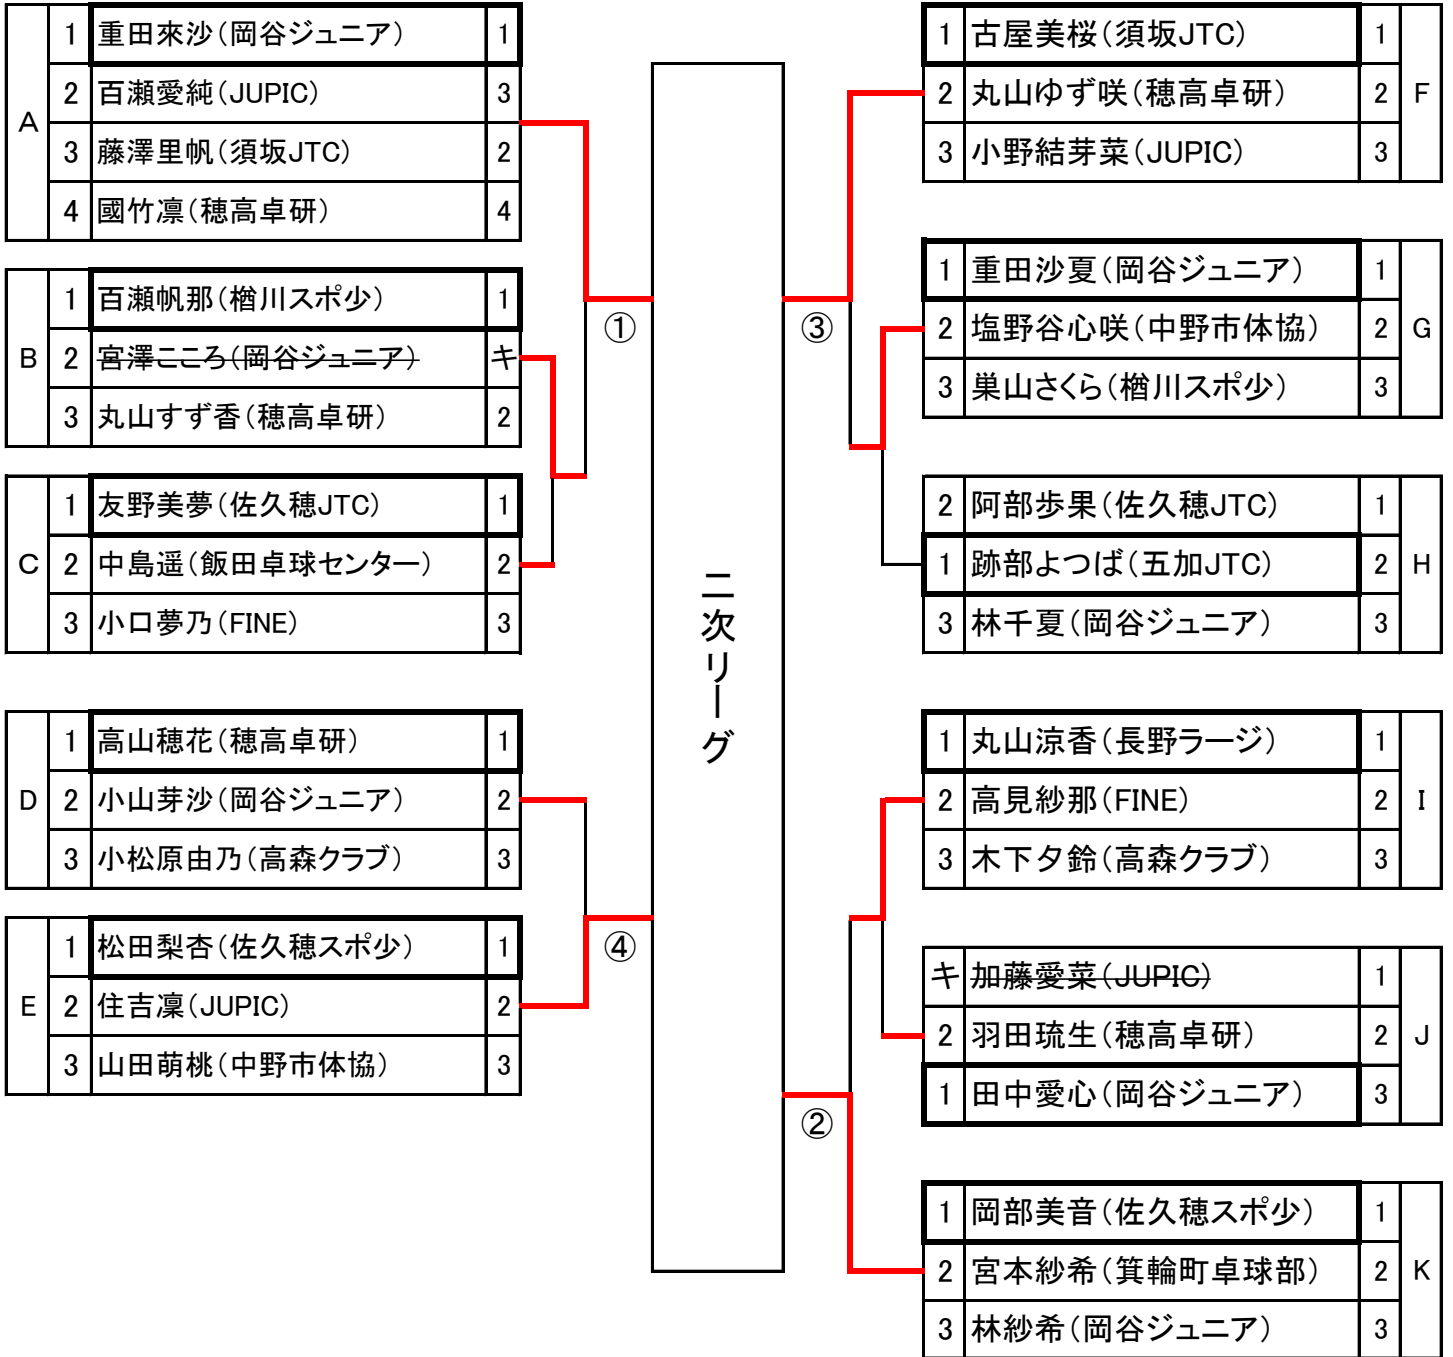 A
1 重田來沙(岡谷ジュニア) 1
2 百瀬愛純(JUPIC) 3
3 藤澤里帆(須坂JTC) 2
4 國竹凛(穂高卓研) 4
B
1 百瀬帆那(楢川スポ少) 1
2 宮澤こころ(岡谷ジュニア) キ
3 丸山すず香(穂高卓研) 2
C
1 友野美夢(佐久穂JTC) 1
2 中島遥(飯田卓球センター) 2
3 小口夢乃(FINE) 3
D
1 高山穂花(穂高卓研) 1
2 小山芽沙(岡谷ジュニア) 2
3 小松原由乃(高森クラブ) 3
E
1 松田梨杏(佐久穂スポ少) 1
2 住吉凜(JUPIC) 2
3 山田萌桃(中野市体協) 3
①
④
二次リーグ
③
②
1 古屋美桜(須坂JTC) 1
2 丸山ゆず咲(穂高卓研) 2
3 小野結芽菜(JUPIC) 3
F
1 重田沙夏(岡谷ジュニア) 1
2 塩野谷心咲(中野市体協) 2
3 巣山さくら(楢川スポ少) 3
G
2 阿部歩果(佐久穂JTC) 1
1 跡部よつば(五加JTC) 2
3 林千夏(岡谷ジュニア) 3
H
1 丸山涼香(長野ラージ) 1
2 高見紗那(FINE) 2
3 木下夕鈴(高森クラブ) 3
I
キ 加藤愛菜(JUPIC) 1
2 羽田琉生(穂高卓研) 2
1 田中愛心(岡谷ジュニア) 3
J
1 岡部美音(佐久穂スポ少) 1
2 宮本紗希(箕輪町卓球部) 2
3 林紗希(岡谷ジュニア) 3
K